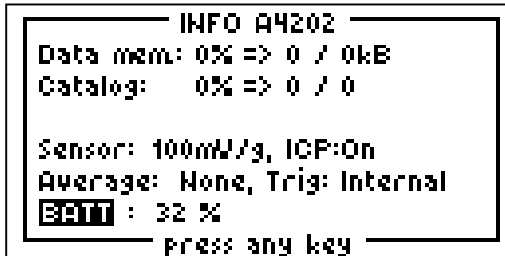 INFO A4202
Data mem.: 0% => 0 / 0kB
Catalog: 0% => 0 / 0
Sensor: 100mV/g, ICP:On
Average: None, Trig: Internal
BATT : 32 %
press any key